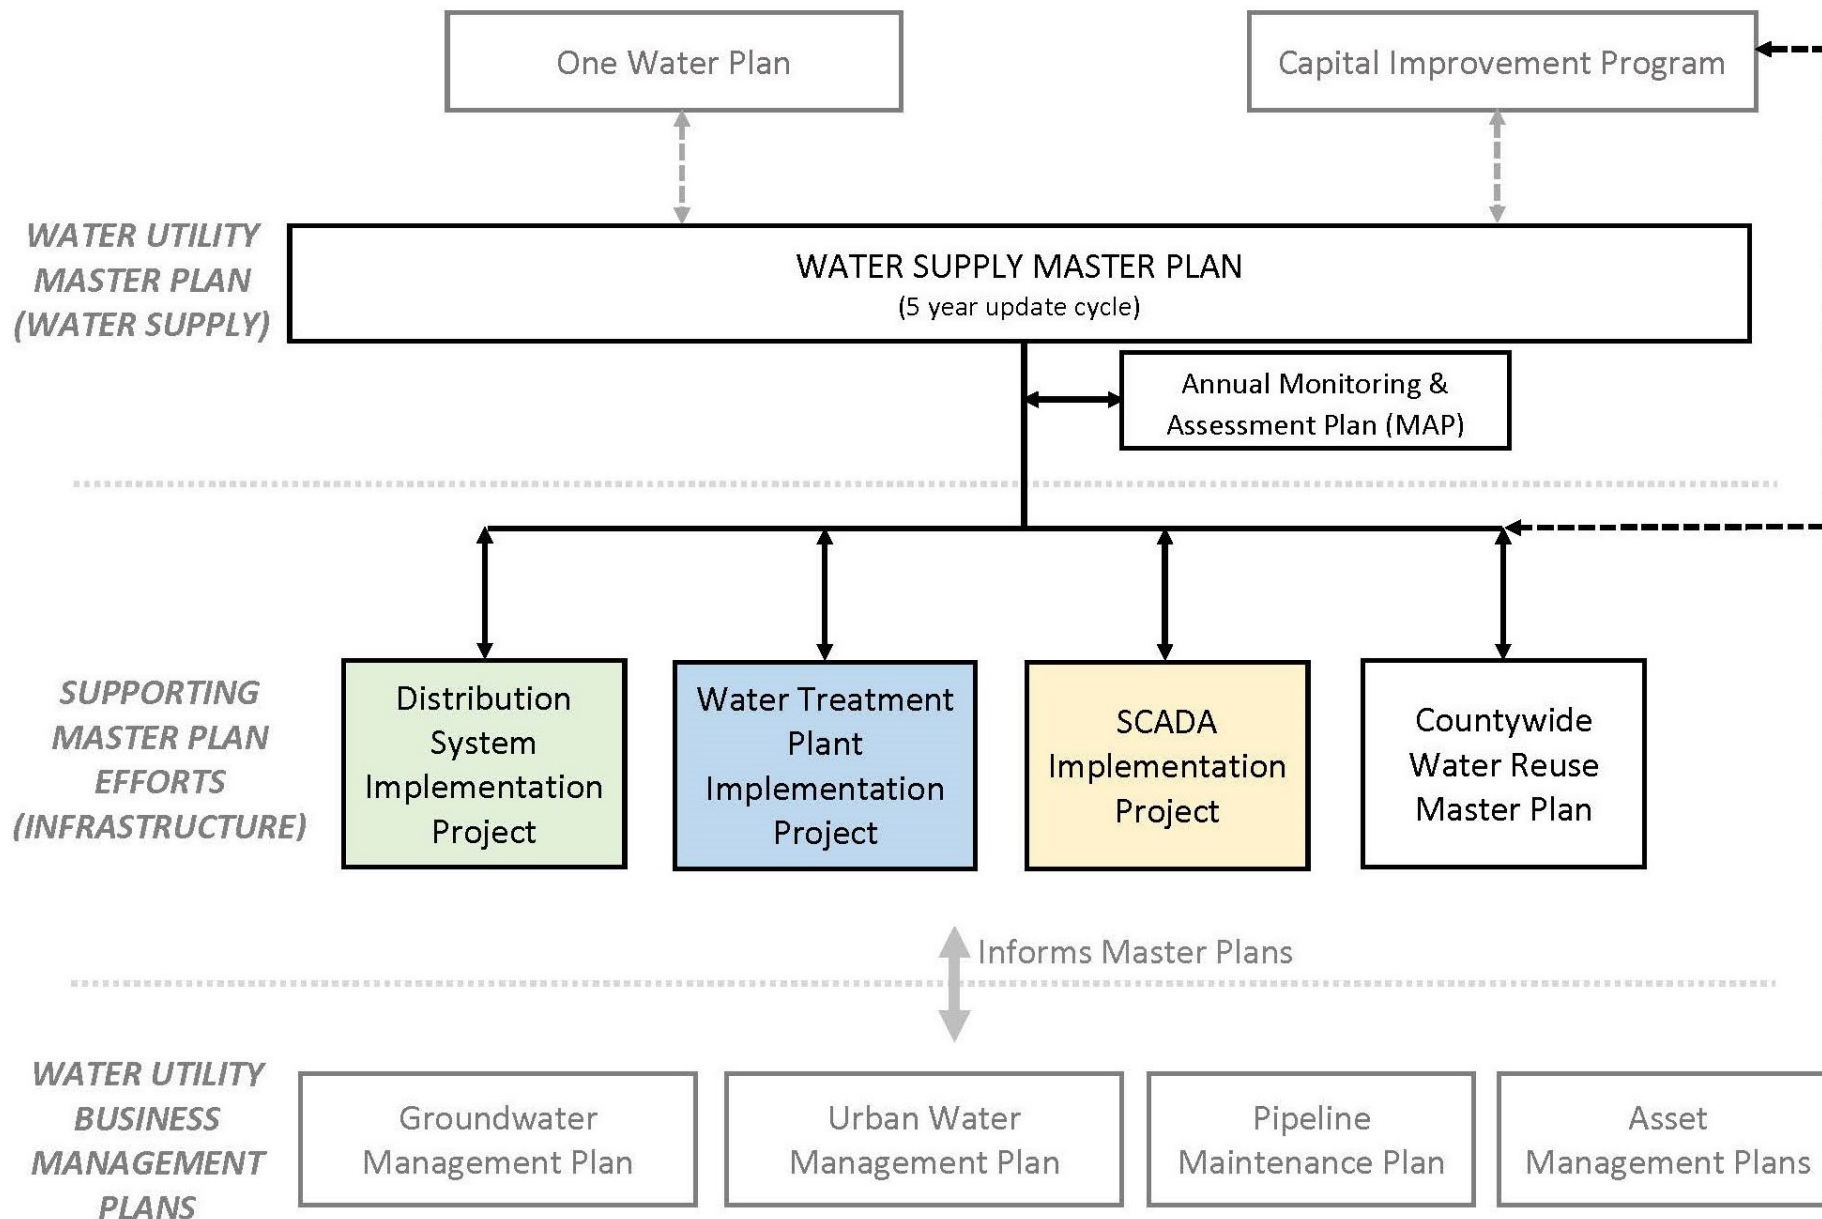 One Water Plan
Capital Improvement Program
WATER UTILITY
MASTER PLAN
(WATER SUPPLY)
WATER SUPPLY MASTER PLAN
(5 year update cycle)
Annual Monitoring &
Assessment Plan (MAP)
SUPPORTING
MASTER PLAN
EFFORTS
(INFRASTRUCTURE)
Distribution
System
Implementation
Project
Water Treatment
Plant
Implementation
Project
SCADA
Implementation
Project
Countywide
Water Reuse
Master Plan
Informs Master Plans
WATER UTILITY
BUSINESS
MANAGEMENT
PLANS
Groundwater
Management Plan
Urban Water
Management Plan
Pipeline
Maintenance Plan
Asset
Management Plans